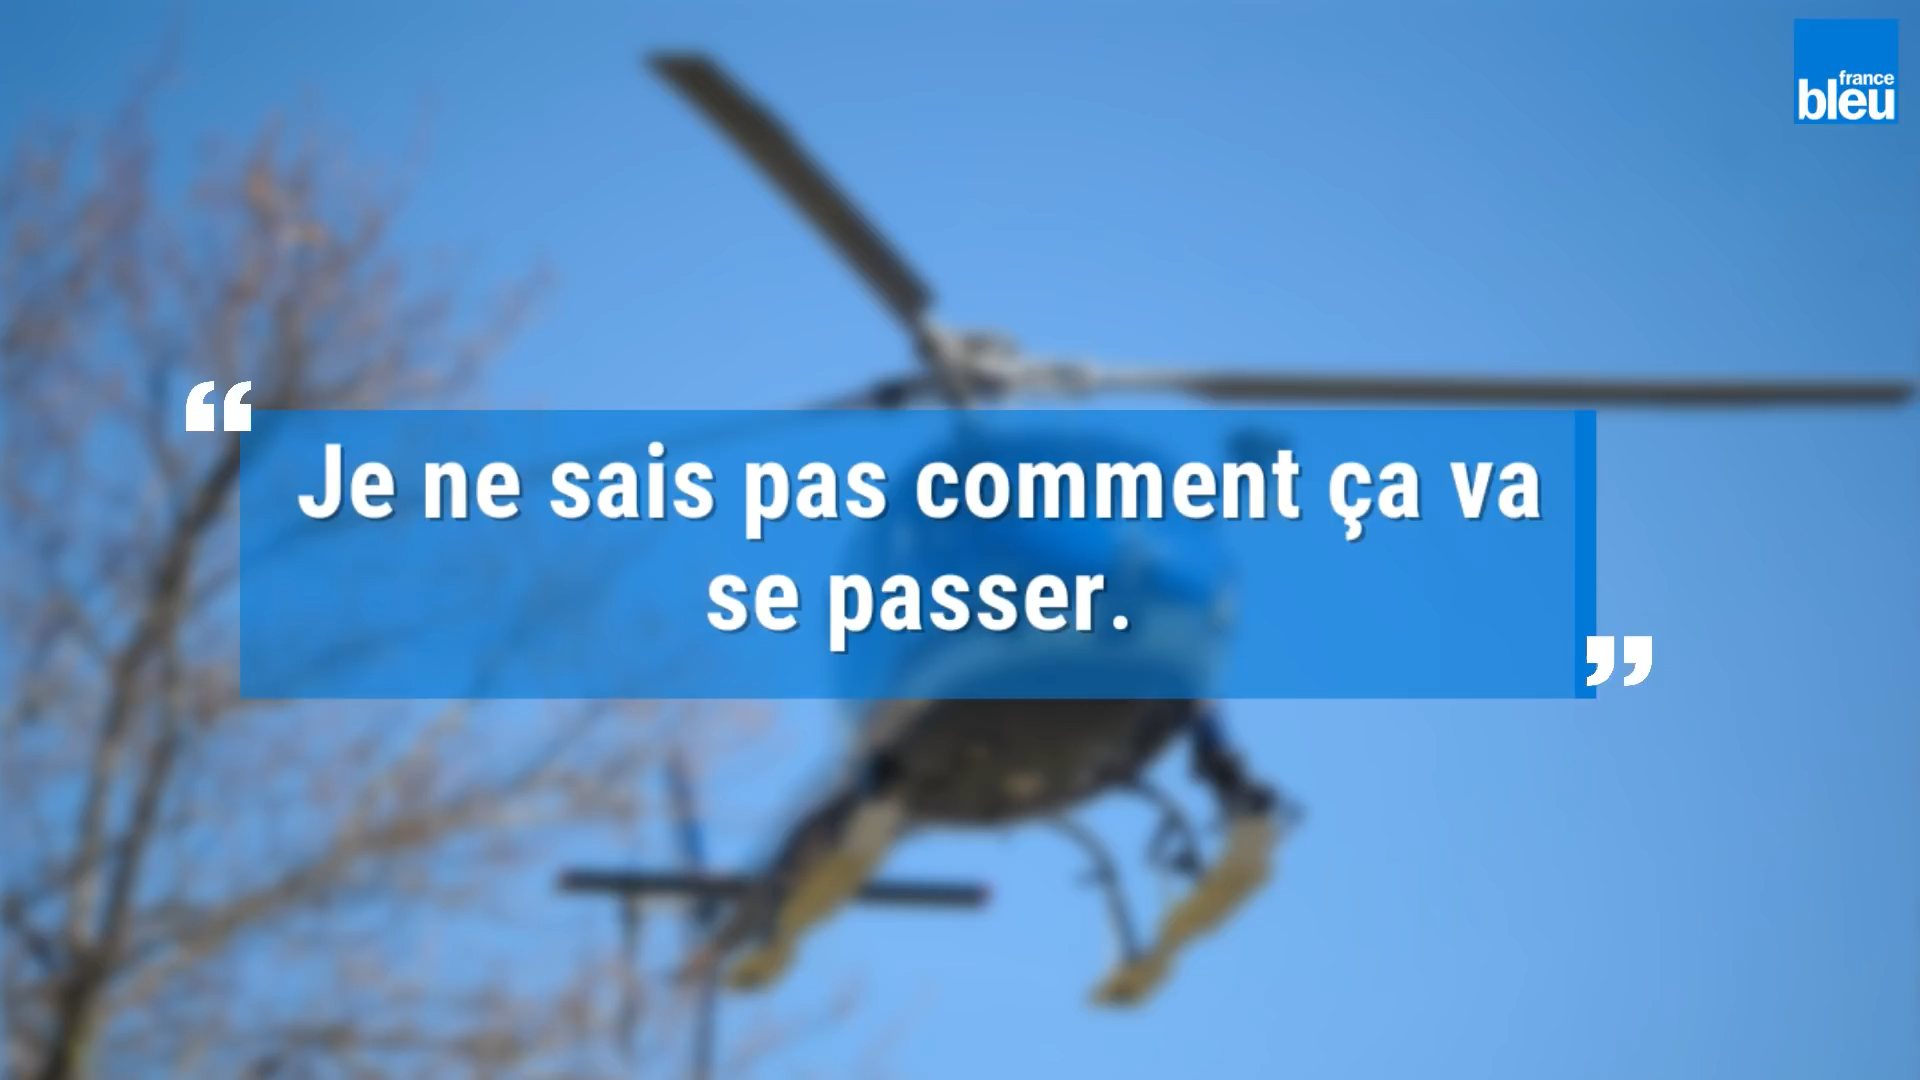 france
bleu
“
Je ne sais pas comment ça va
se passer.
”